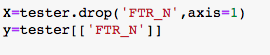 X=tester.drop('FTR_N',axis=1)
y=tester[['FTR_N']]